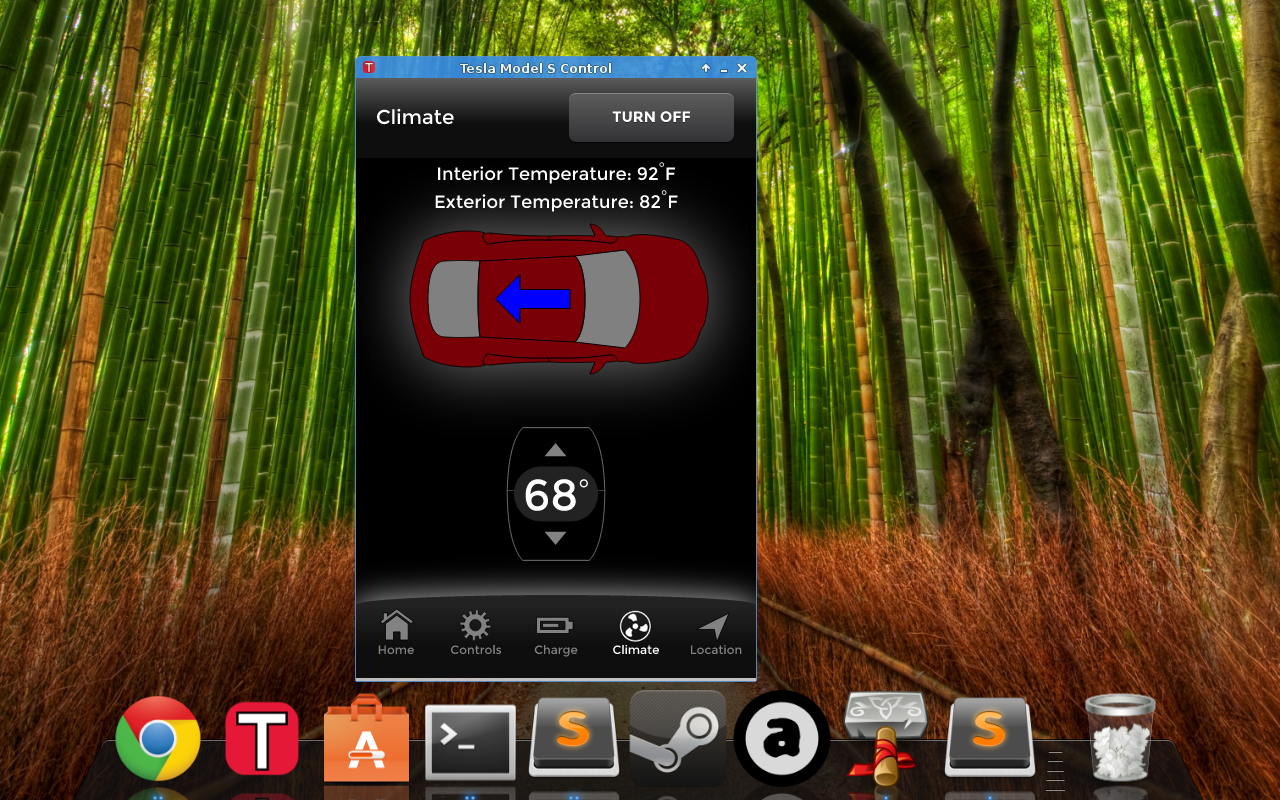 Tesla Model S Control
Climate
TURN OFF
Interior Temperature: 92°F
Exterior Temperature: 82°F
68°
Home
Controls
Charge
Climate
Location
T
A
>_
S
a
S